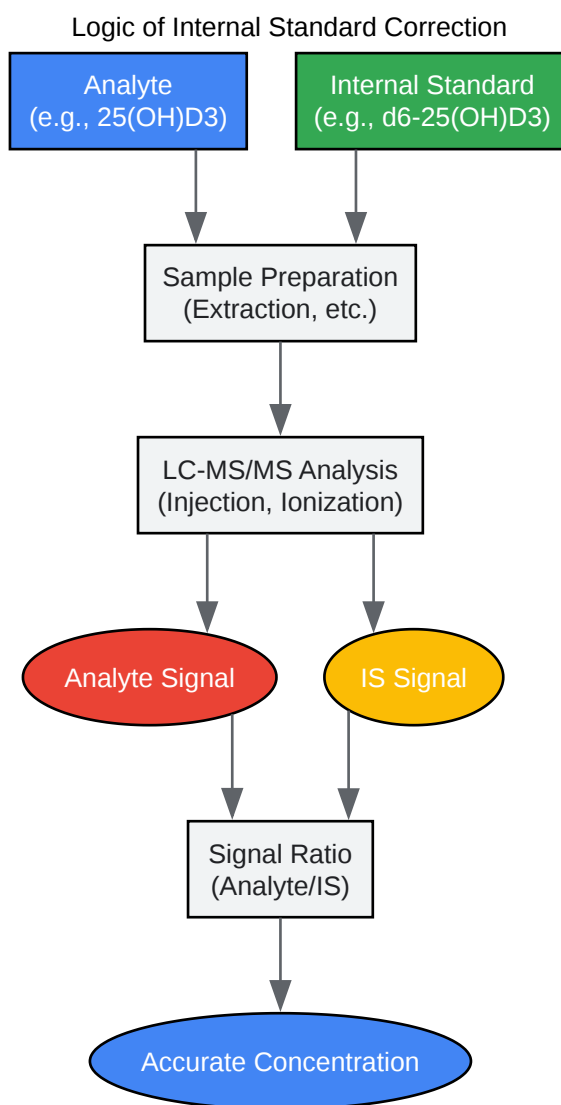 Logic of Internal Standard Correction
Analyte
(e.g., 25(OH)D3)
Internal Standard
(e.g., d6-25(OH)D3)
Sample Preparation
(Extraction, etc.)
LC-MS/MS Analysis
(Injection, Ionization)
Analyte Signal
IS Signal
Signal Ratio
(Analyte/IS)
Accurate Concentration